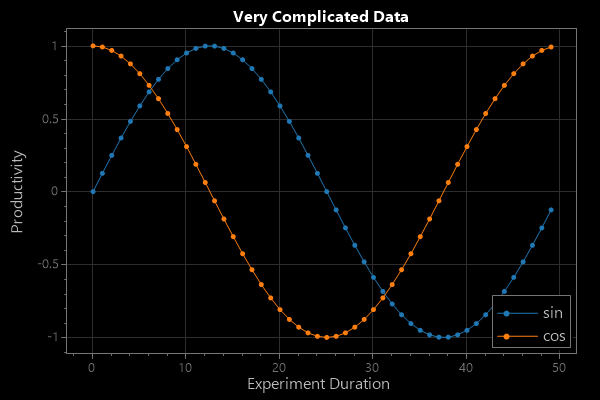 Very Complicated Data
1
0.5
0
-0.5
-1
Productivity
0 10 20 30 40 50
Experiment Duration
sin
cos